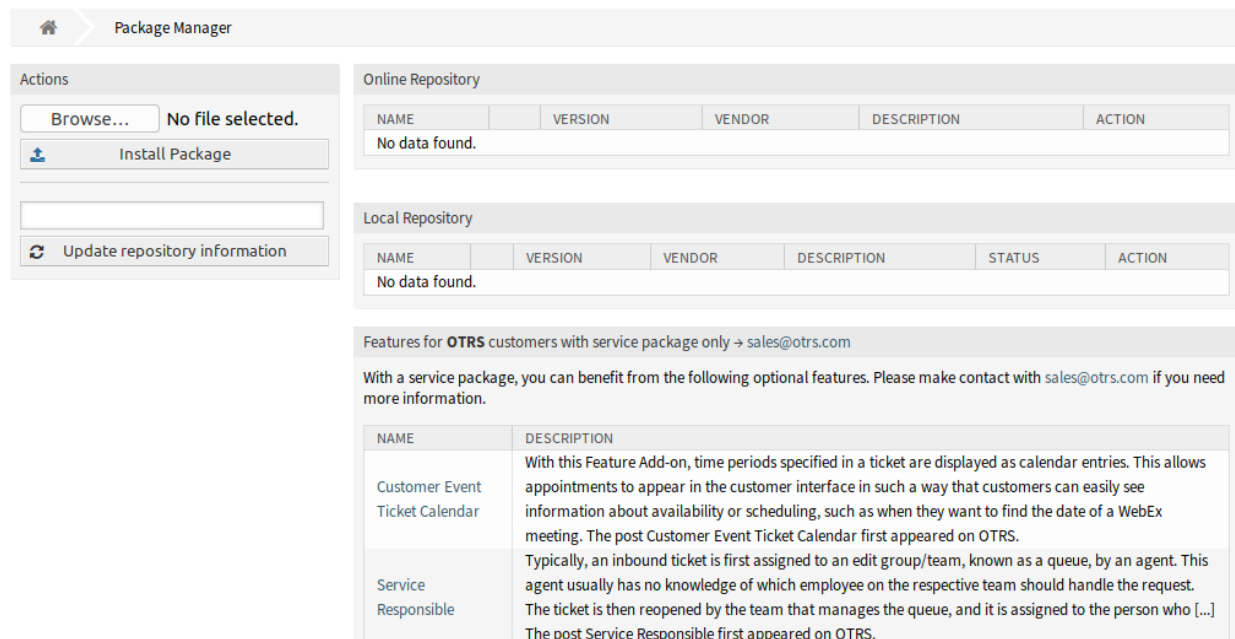 Package Manager
Actions
Browse... No file selected.
Install Package
Update repository information
Online Repository
NAME VERSION VENDOR DESCRIPTION ACTION
No data found.
Local Repository
NAME VERSION VENDOR DESCRIPTION STATUS ACTION
No data found.
Features for OTRS customers with service package only → sales@otrs.com
With a service package, you can benefit from the following optional features. Please make contact with sales@otrs.com if you need
more information.
NAME DESCRIPTION
Customer Event
Ticket Calendar
With this Feature Add-on, time periods specified in a ticket are displayed as calendar entries. This allows
appointments to appear in the customer interface in such a way that customers can easily see
information about availability or scheduling, such as when they want to find the date of a WebEx
meeting. The post Customer Event Ticket Calendar first appeared on OTRS.
Service
Responsible
Typically, an inbound ticket is first assigned to an edit group/team, known as a queue, by an agent. This
agent usually has no knowledge of which employee on the respective team should handle the request.
The ticket is then reopened by the team that manages the queue, and it is assigned to the person who [...]
The post Service Responsible first appeared on OTRS.